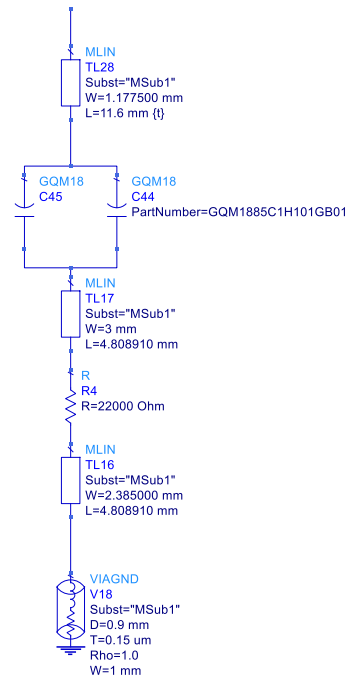 MLIN
TL28
Subst="MSub1"
W=1.177500 mm
L=11.6 mm {t}
GQM18
C45
GQM18
C44
PartNumber=GQM1885C1H101GB01
MLIN
TL17
Subst="MSub1"
W=3 mm
L=4.808910 mm
R
R4
R=22000 Ohm
MLIN
TL16
Subst="MSub1"
W=2.385000 mm
L=4.808910 mm
VIAGND
V18
Subst="MSub1"
D=0.9 mm
T=0.15 um
Rho=1.0
W=1 mm